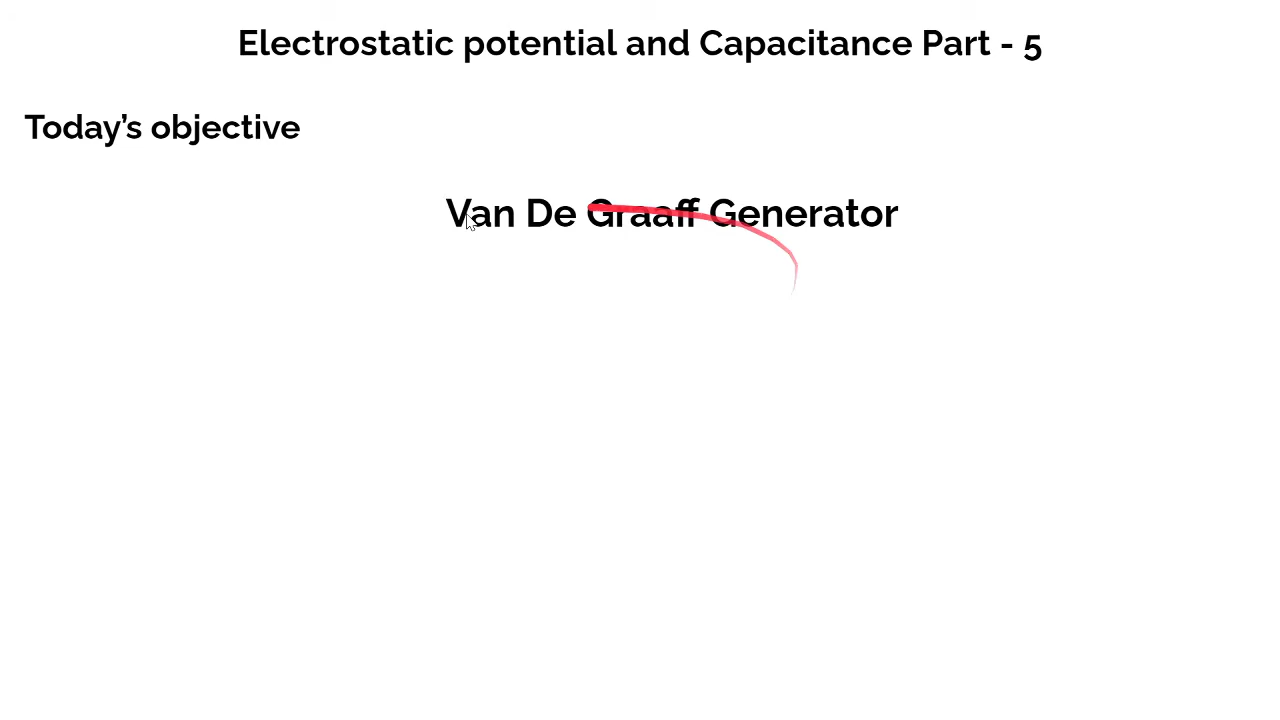 Electrostatic potential and Capacitance Part - 5
Today’s objective
Van De Graaff Generator